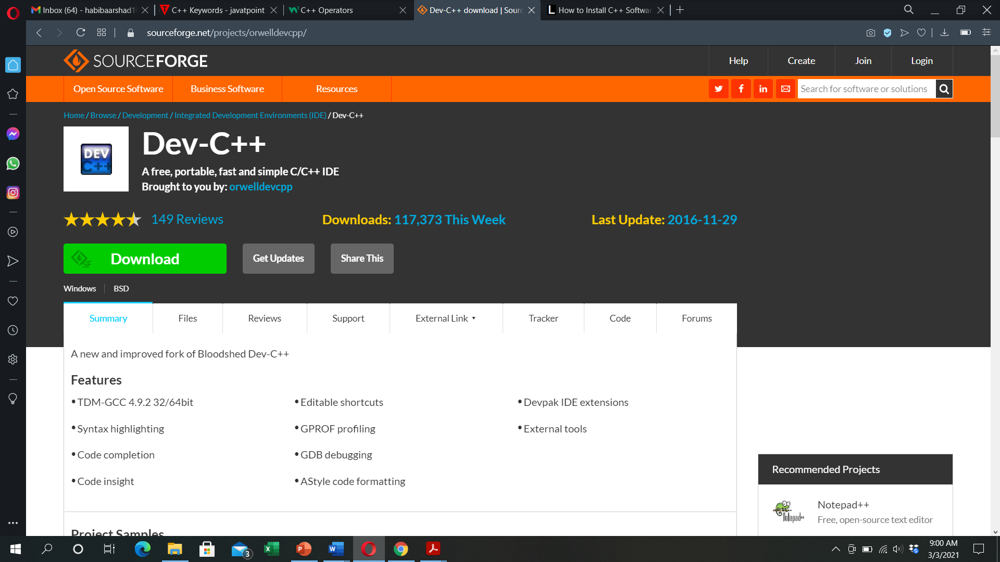 Inbox (64) - habibaarshad1
C++ Keywords - javatpoint
C++ Operators
Dev-C++ download | Sourc
How to Install C++ Softwar
sourceforge.net/projects/orwelldevcpp/
SOURCEFORGE
Help
Create
Join
Login
Open Source Software
Business Software
Resources
Search for software or solutions
Home / Browse / Development / Integrated Development Environments (IDE) / Dev-C++
DEV
C++
Dev-C++
A free, portable, fast and simple C/C++ IDE
Brought to you by: orwelldevcpp
149 Reviews
Downloads: 117,373 This Week
Last Update: 2016-11-29
SF
Download
Get Updates
Share This
Windows
BSD
Summary
Files
Reviews
Support
External Link
Tracker
Code
Forums
A new and improved fork of Bloodshed Dev-C++
Features
•TDM-GCC 4.9.2 32/64bit
•Editable shortcuts
•Devpak IDE extensions
•Syntax highlighting
•GPROF profiling
•External tools
•Code completion
•GDB debugging
•Code insight
•AStyle code formatting
Recommended Projects
Notepad++
Notepad++
Free, open-source text editor
Project Samples
3
9:00 AM
3/3/2021